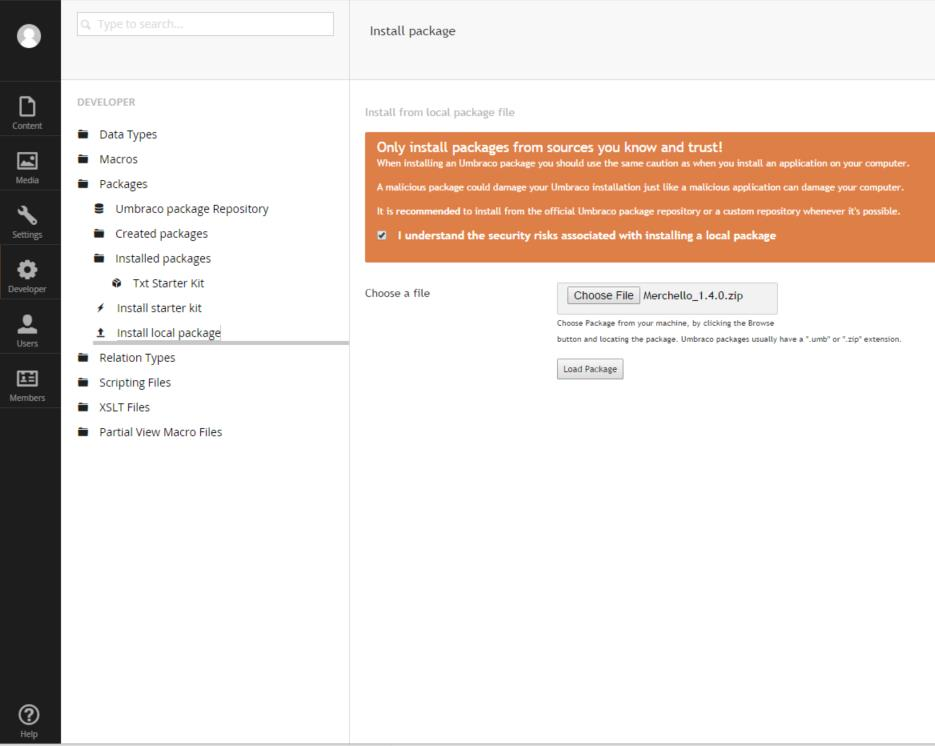 Content
Media
Settings
Developer
Users
Members
Help
Type to search...
DEVELOPER
Data Types
Macros
Packages
Umbraco package Repository
Created packages
Installed packages
Txt Starter Kit
Install starter kit
Install local package
Relation Types
Scripting Files
XSLT Files
Partial View Macro Files
Install package
Install from local package file
Only install packages from sources you know and trust!
When installing an Umbraco package you should use the same caution as when you install an application on your computer.
A malicious package could damage your Umbraco installation just like a malicious application can damage your computer.
It is recommended to install from the official Umbraco package repository or a custom repository whenever it's possible.
I understand the security risks associated with installing a local package
Choose a file
Choose File Merchello_1.4.0.zip
Choose Package from your machine, by clicking the Browse
button and locating the package. Umbraco packages usually have a ".umb" or ".zip" extension.
Load Package